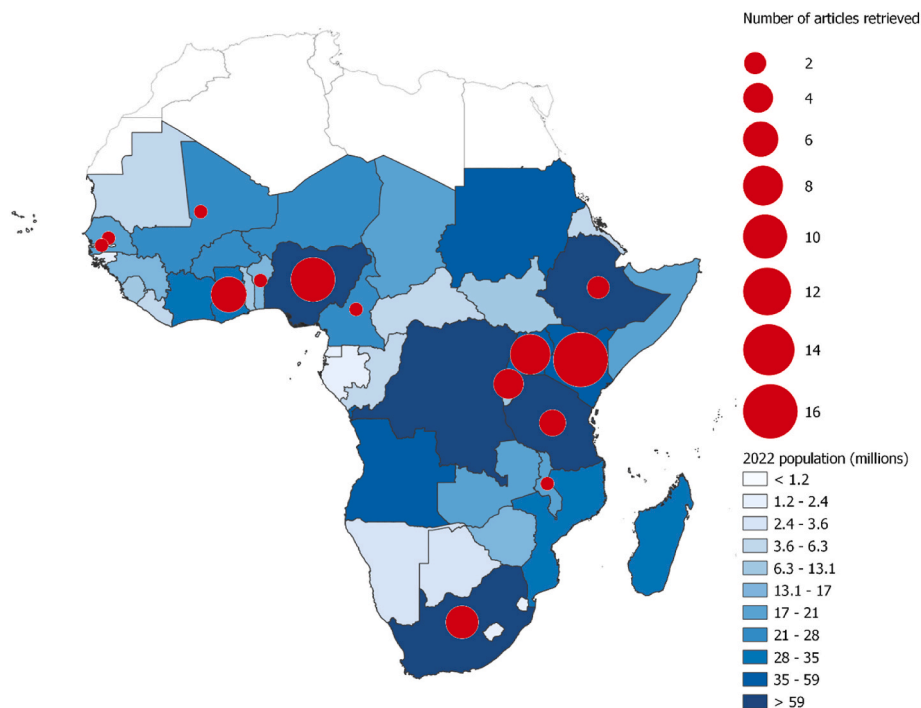 Number of articles retrieved
2
4
6
8
10
12
14
16
2022 population (millions)
< 1.2
1.2 - 2.4
2.4 - 3.6
3.6 - 6.3
6.3 - 13.1
13.1 - 17
17 - 21
21 - 28
28 - 35
35 - 59
> 59